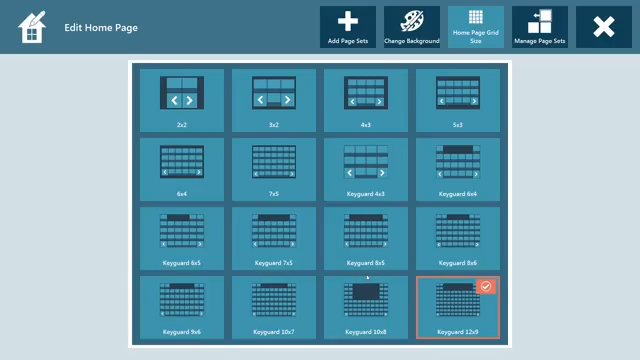 Edit Home Page
Add Page Sets
Change Background
Home Page Grid
Size
Manage Page Sets
2x2
3x2
4x3
5x3
6x4
7x5
Keyguard 4x3
Keyguard 6x4
Keyguard 6x5
Keyguard 7x5
Keyguard 8x5
Keyguard 8x6
Keyguard 9x6
Keyguard 10x7
Keyguard 10x8
Keyguard 12x9